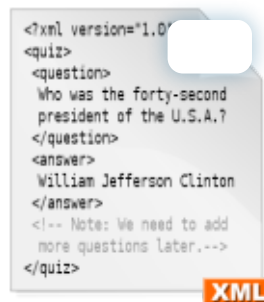 <?xml version="1.0"
<quiz>
<question>
Who was the forty-second
president of the U.S.A.?
</question>
<answer>
William Jefferson Clinton
</answer>
<!-- Note: We need to add
more questions later.-->
</quiz>
XML